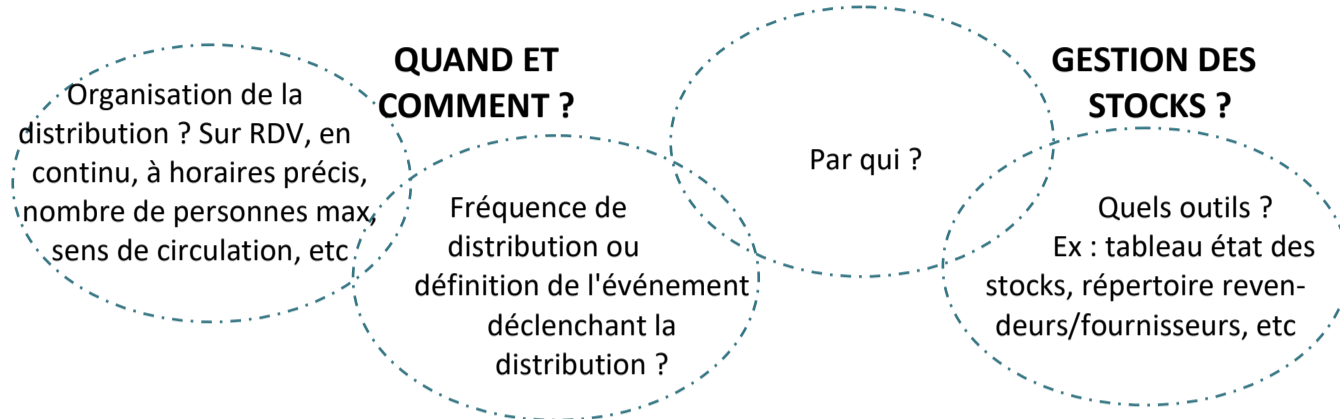 QUAND ET
COMMENT ?
Organisation de la
distribution ? Sur RDV, en
continu, à horaires précis,
nombre de personnes max,
sens de circulation, etc
Fréquence de
distribution ou
définition de l'événement
déclenchant la
distribution ?
GESTION DES
STOCKS ?
Par qui ?
Quels outils ?
Ex : tableau état des
stocks, répertoire reven-
deurs/fournisseurs, etc